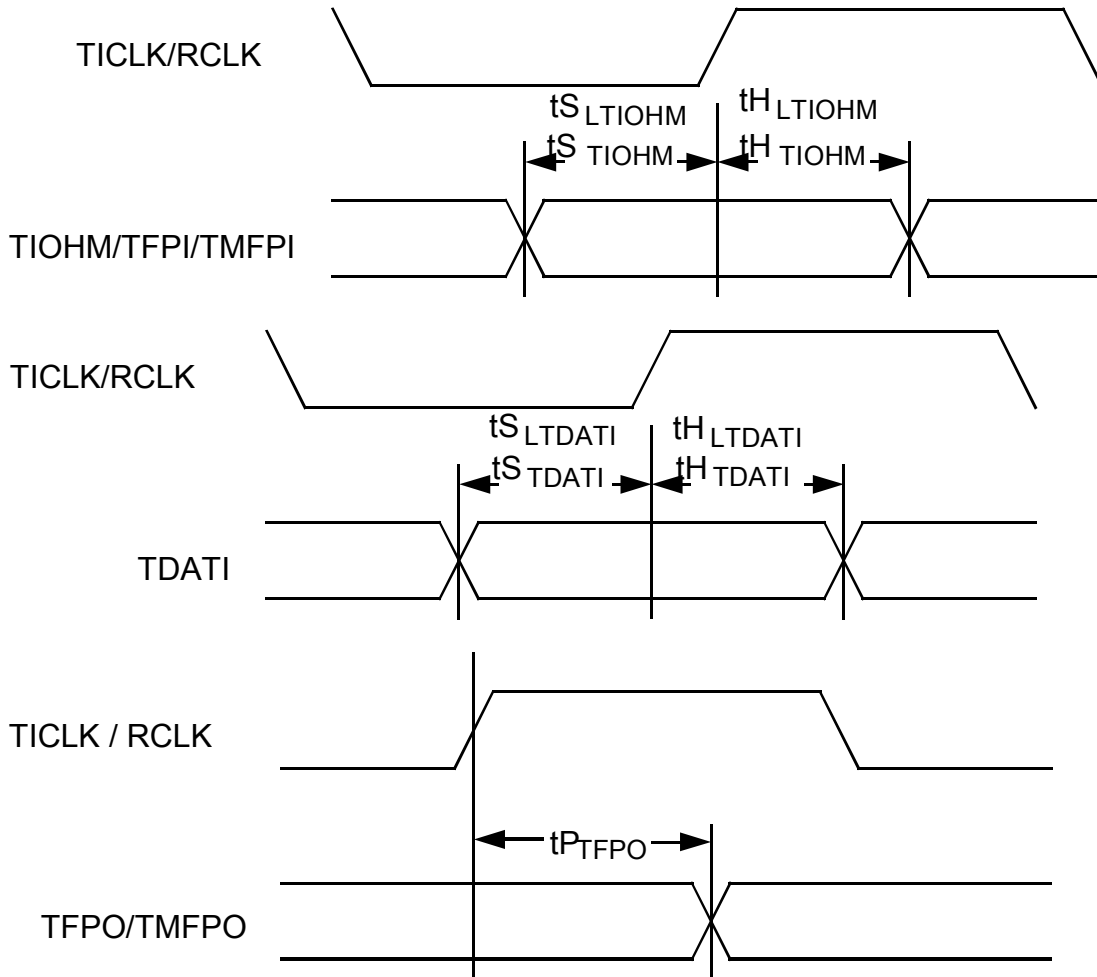 TICLK/RCLK
tS LTIOHM tH LTIOHM
tS TIOHM tH TIOHM
TIOHM/TFPI/TMFPI
TICLK/RCLK
tS LTDATI tH LTDATI
tS TDATI tH TDATI
TDATI
TICLK / RCLK
tP TFPO
TFPO/TMFPO